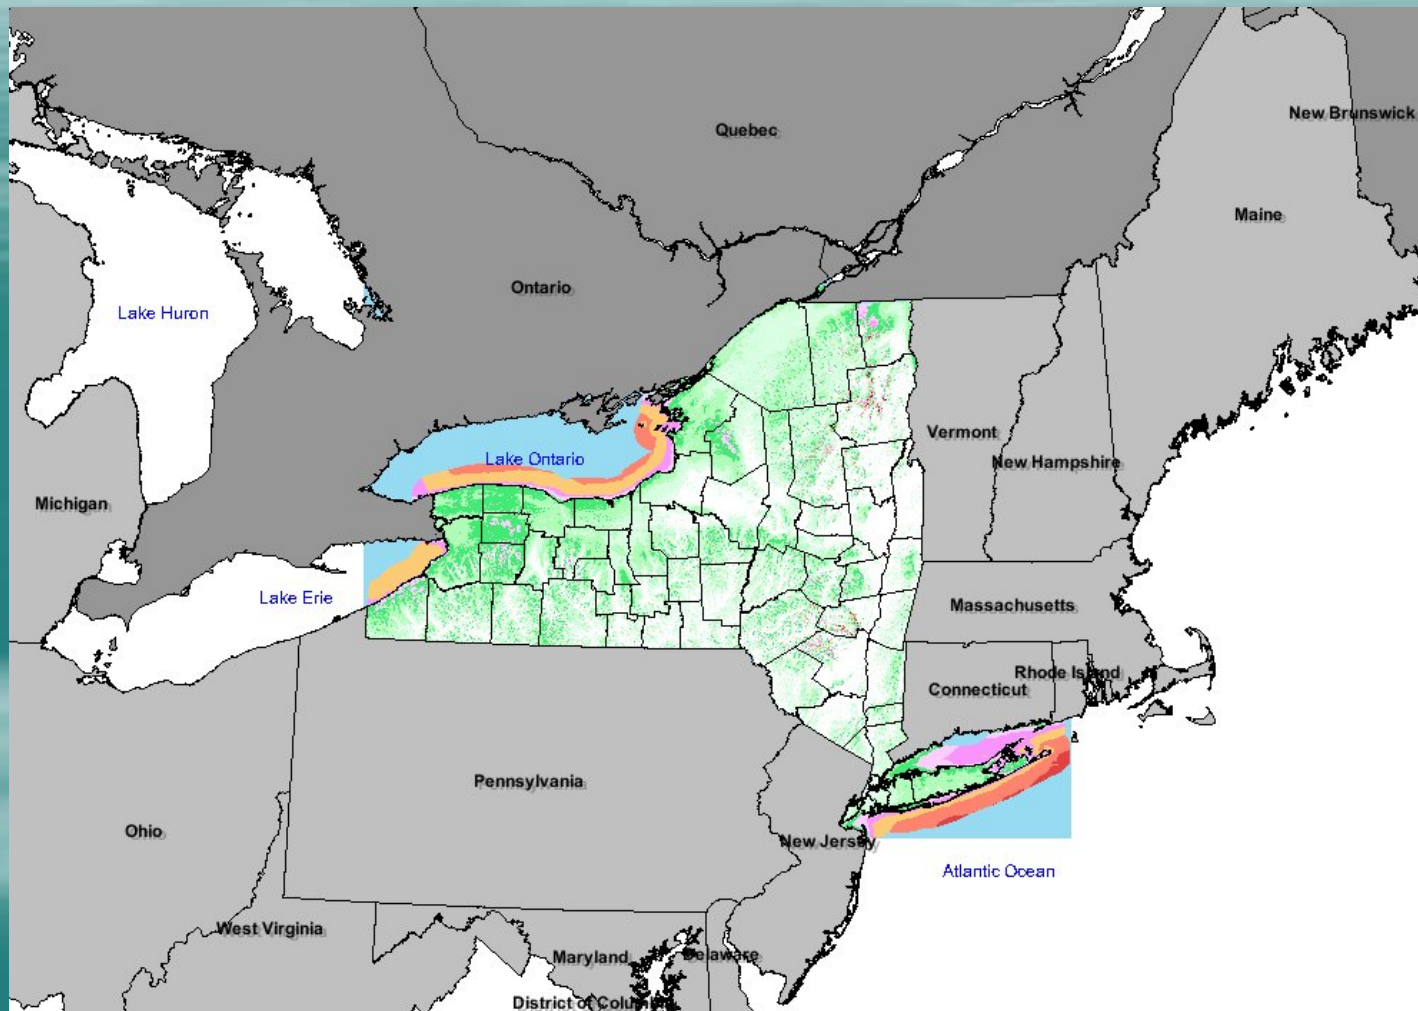 New Brunswick
Quebec
Maine
Ontario
Lake Huron
Vermont
Lake Ontario
New Hampshire
Michigan
Lake Erie
Massachusetts
Rhode Island
Connecticut
Pennsylvania
Ohio
New Jersey
Atlantic Ocean
West Virginia
Maryland
Delaware
District of Columbia